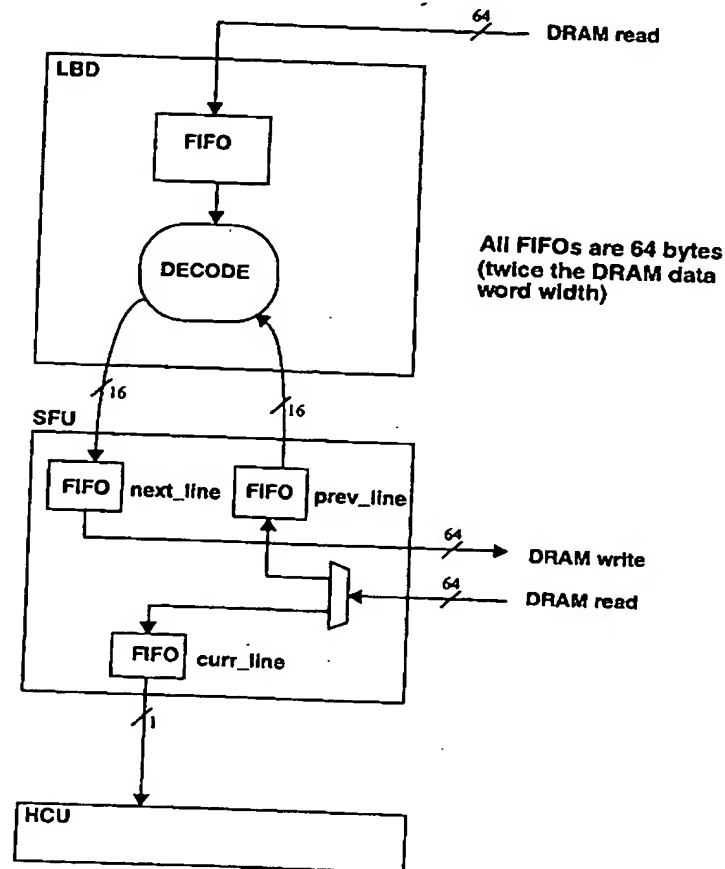 64
DRAM read
LBD
FIFO
DECODE
All FIFOs are 64 bytes
(twice the DRAM data
word width)
16
16
SFU
FIFO
next_line
FIFO
prev_line
64
DRAM write
64
DRAM read
FIFO
curr_line
1
HCU